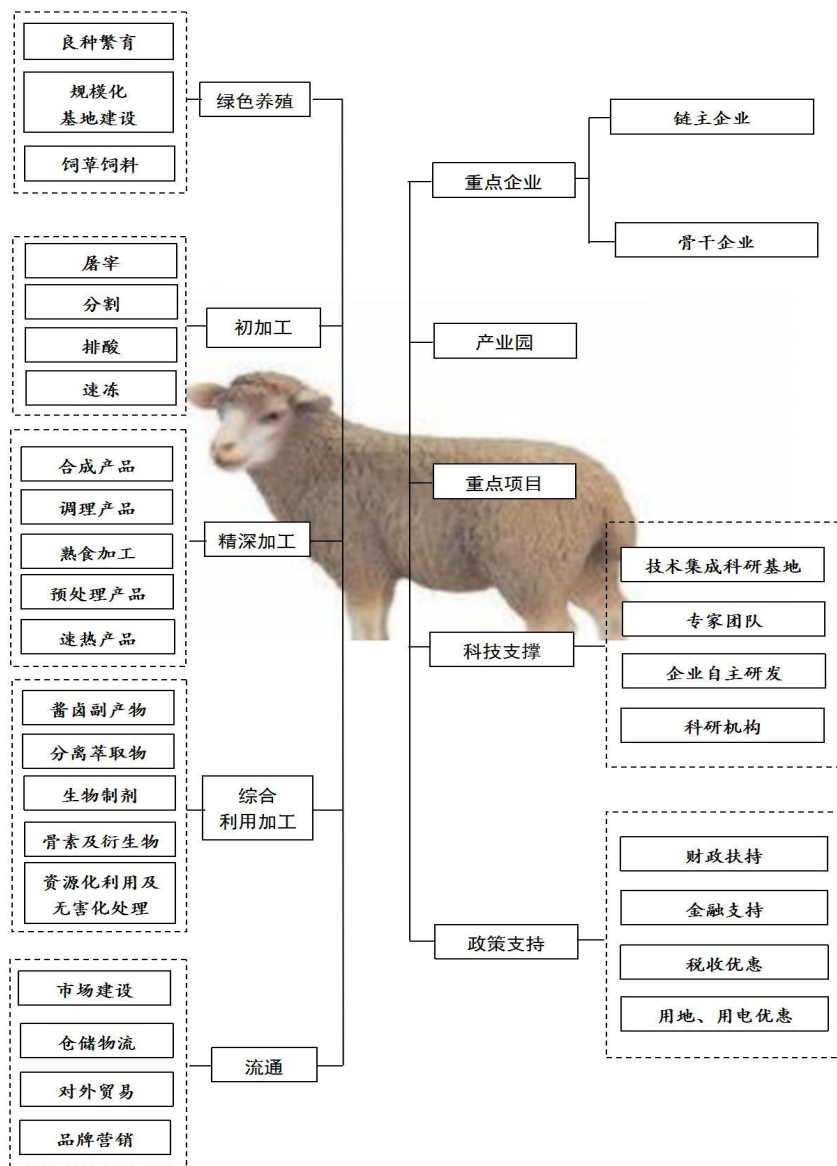 良种繁育
规模化
基地建设
饲草饲料
绿色养殖
屠宰
分割
排酸
速冻
初加工
合成产品
调理产品
熟食加工
预处理产品
速热产品
精深加工
酱卤副产物
分离萃取物
生物制剂
骨素及衍生物
资源化利用及
无害化处理
综合
利用加工
市场建设
仓储物流
对外贸易
品牌营销
流通
重点企业
链主企业
骨干企业
产业园
重点项目
科技支撑
技术集成科研基地
专家团队
企业自主研发
科研机构
政策支持
财政扶持
金融支持
税收优惠
用地、用电优惠